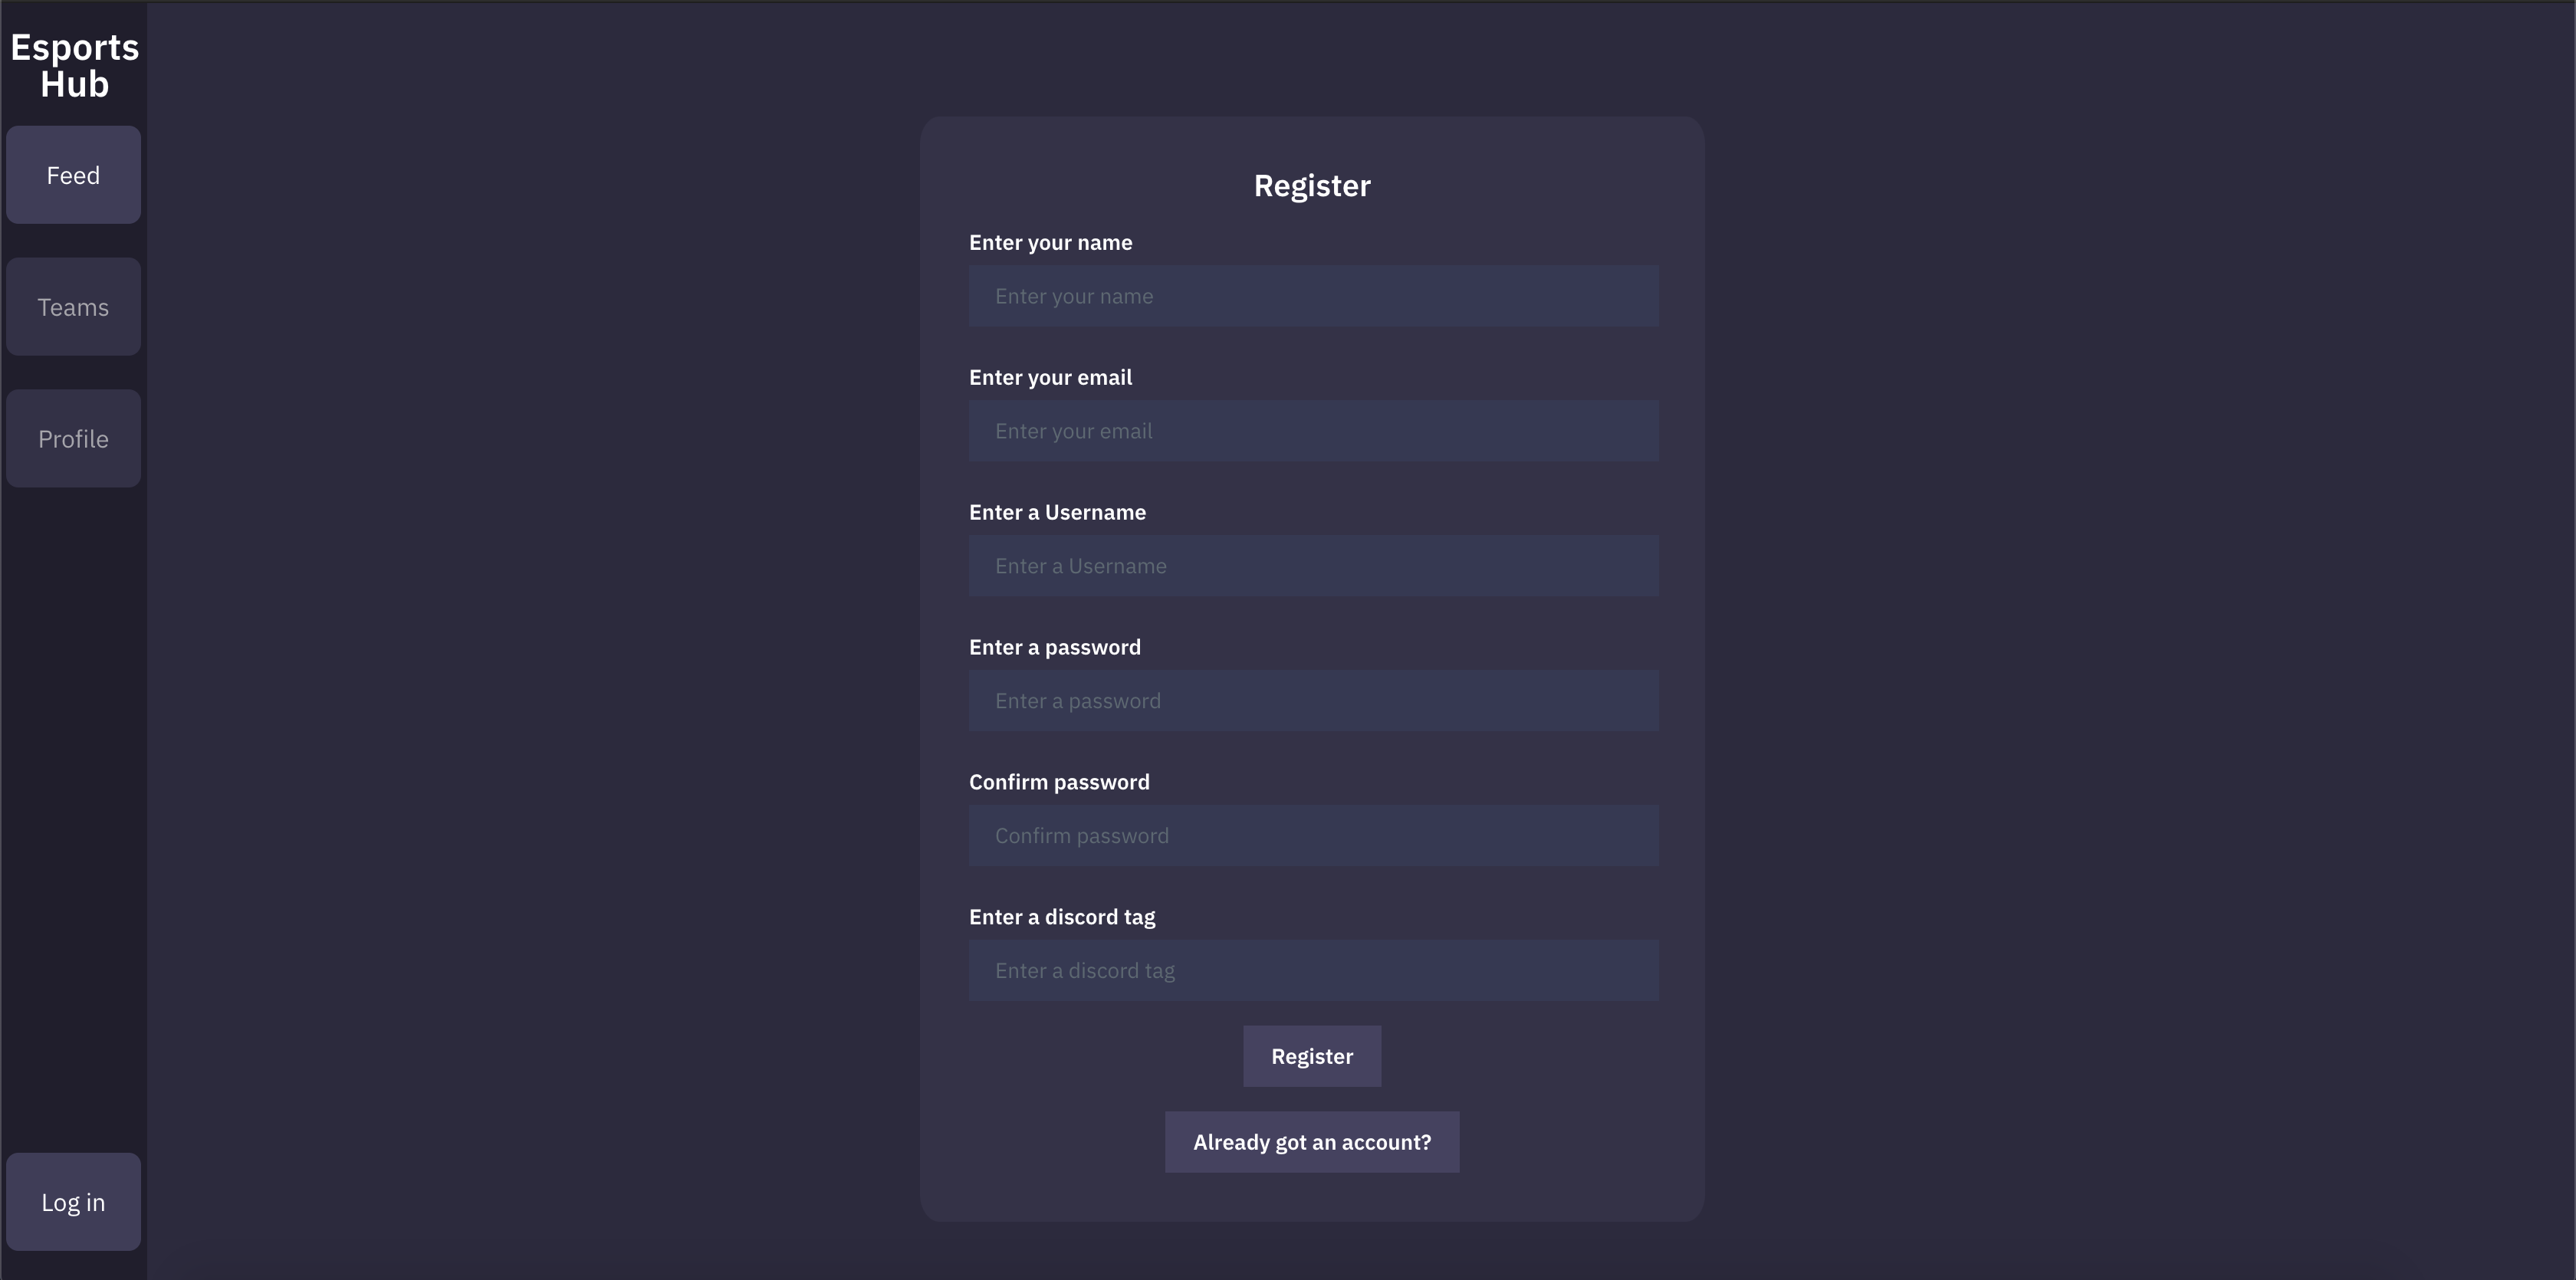 Esports
Hub
Feed
Teams
Profile
Log in
Register
Enter your name
Enter your name
Enter your email
Enter your email
Enter a Username
Enter a Username
Enter a password
Enter a password
Confirm password
Confirm password
Enter a discord tag
Enter a discord tag
Register
Already got an account?